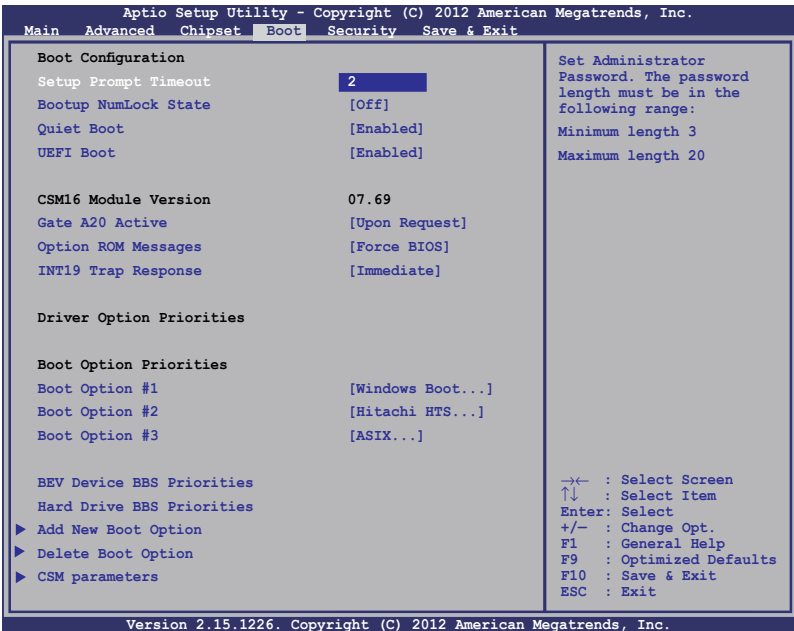 Aptio Setup Utility - Copyright (C) 2012 American Megatrends, Inc.
Main Advanced Chipset Boot Security Save & Exit
Boot Configuration
Setup Prompt Timeout 2
Bootup NumLock State [Off]
Quiet Boot [Enabled]
UEFI Boot [Enabled]
CSM16 Module Version 07.69
Gate A20 Active [Upon Request]
Option ROM Messages [Force BIOS]
INT19 Trap Response [Immediate]
Driver Option Priorities
Boot Option Priorities
Boot Option #1 [Windows Boot...]
Boot Option #2 [Hitachi HTS...]
Boot Option #3 [ASIX...]
BEV Device BBS Priorities
Hard Drive BBS Priorities
Add New Boot Option
Delete Boot Option
CSM parameters
Set Administrator
Password. The password
length must be in the
following range:
Minimum length 3
Maximum length 20
→← : Select Screen
↑↓ : Select Item
Enter: Select
+/— : Change Opt.
F1 : General Help
F9 : Optimized Defaults
F10 : Save & Exit
ESC : Exit
Version 2.15.1226. Copyright (C) 2012 American Megatrends, Inc.